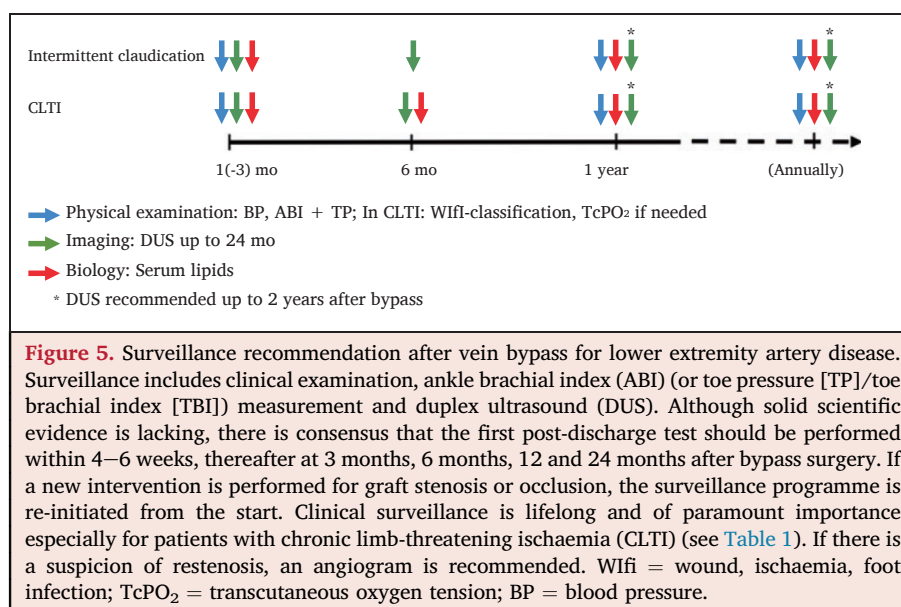 * *
Intermittent claudication
* *
CLTI
1(-3) mo 6 mo 1 year (Annually)
Physical examination: BP, ABI + TP; In CLTI: WIfI-classification, TcPO₂ if needed
Imaging: DUS up to 24 mo
Biology: Serum lipids
* DUS recommended up to 2 years after bypass
Figure 5. Surveillance recommendation after vein bypass for lower extremity artery disease.
Surveillance includes clinical examination, ankle brachial index (ABI) (or toe pressure [TP]/toe
brachial index [TBI]) measurement and duplex ultrasound (DUS). Although solid scientific
evidence is lacking, there is consensus that the first post-discharge test should be performed
within 4–6 weeks, thereafter at 3 months, 6 months, 12 and 24 months after bypass surgery. If
a new intervention is performed for graft stenosis or occlusion, the surveillance programme is
re-initiated from the start. Clinical surveillance is lifelong and of paramount importance
especially for patients with chronic limb-threatening ischaemia (CLTI) (see Table 1). If there is
a suspicion of restenosis, an angiogram is recommended. WIfi = wound, ischaemia, foot
infection; TcPO₂ = transcutaneous oxygen tension; BP = blood pressure.